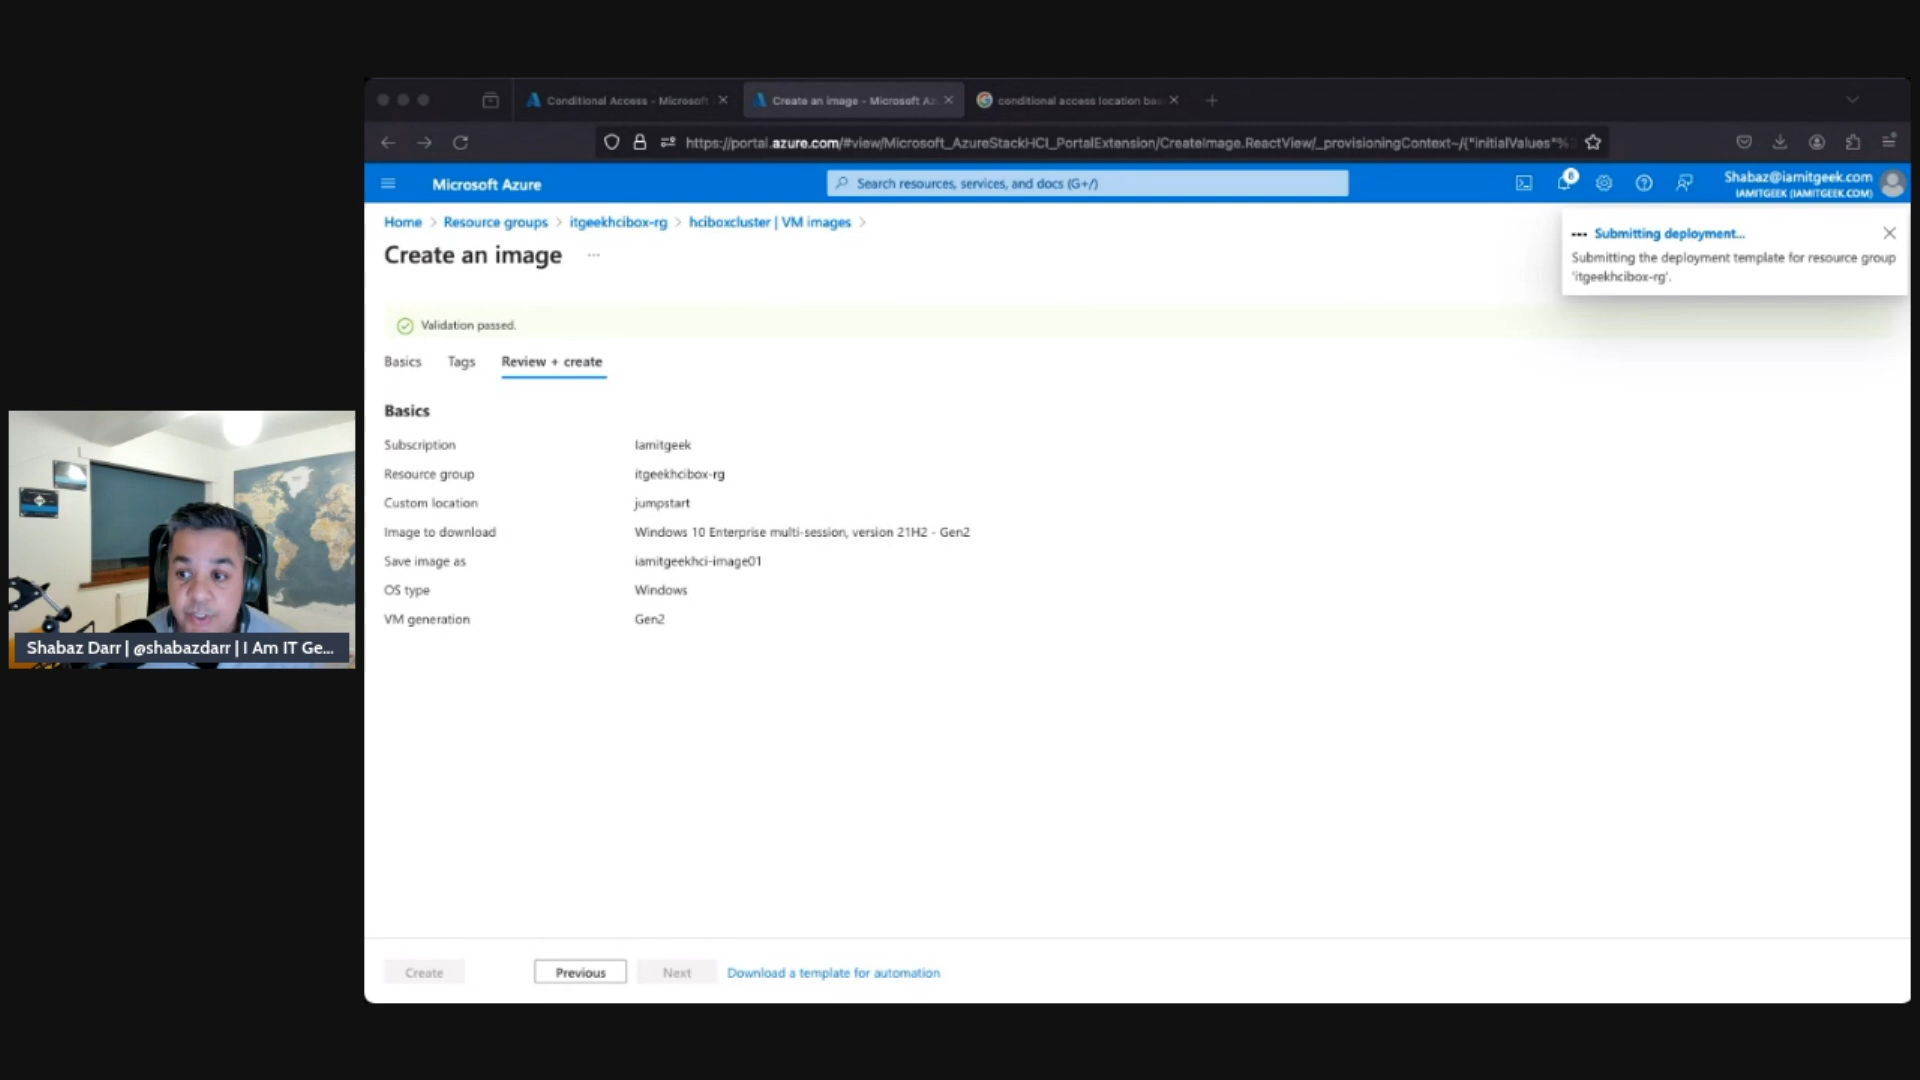 Conditional Access - Microsoft
Create an image - Microsoft Az
conditional access location bas
https://portal.azure.com/#view/Microsoft_AzureStackHCI_PortalExtension/CreateImage.ReactView/_provisioningContext~/{"initialValues"%
Microsoft Azure
Search resources, services, and docs (G+/)
6
Shabaz@iamitgeek.com
IAMITGEEK (IAMITGEEK.COM)
Home > Resource groups > itgeekhcibox-rg > hciboxcluster | VM images >
Create an image ...
Submitting deployment...
Submitting the deployment template for resource group
'itgeekhcibox-rg'.
Validation passed.
Basics Tags Review + create
Basics
Subscription Iamitgeek
Resource group itgeekhcibox-rg
Custom location jumpstart
Image to download Windows 10 Enterprise multi-session, version 21H2 - Gen2
Save image as iamitgeekhci-image01
OS type Windows
VM generation Gen2
Shabaz Darr | @shabazdarr | I Am IT Ge...
Create Previous Next Download a template for automation